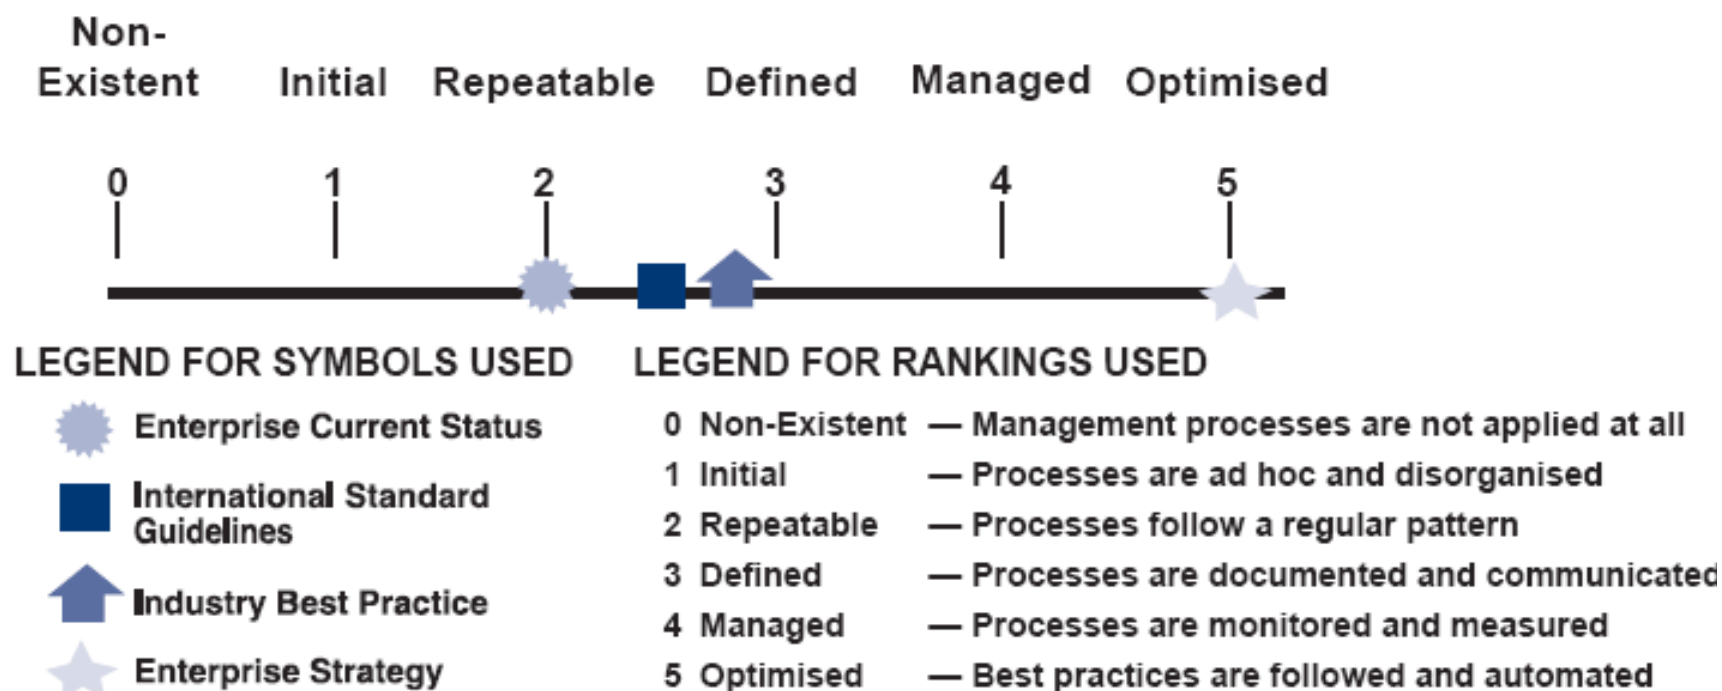 Non-
Existent Initial Repeatable Defined Managed Optimised
0 1 2 3 4 5
LEGEND FOR SYMBOLS USED
Enterprise Current Status
International Standard
Guidelines
Industry Best Practice
Enterprise Strategy
LEGEND FOR RANKINGS USED
0 Non-Existent — Management processes are not applied at all
1 Initial — Processes are ad hoc and disorganised
2 Repeatable — Processes follow a regular pattern
3 Defined — Processes are documented and communicated
4 Managed — Processes are monitored and measured
5 Optimised — Best practices are followed and automated